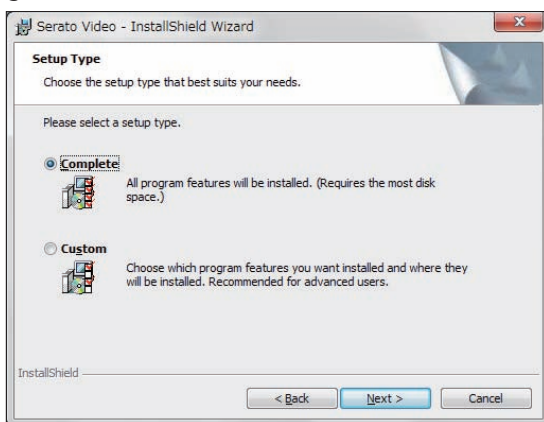 Serato Video - InstallShield Wizard
Setup Type
Choose the setup type that best suits your needs.
Please select a setup type.
Complete
All program features will be installed. (Requires the most disk
space.)
Custom
Choose which program features you want installed and where they
will be installed. Recommended for advanced users.
InstallShield
< Back Next > Cancel